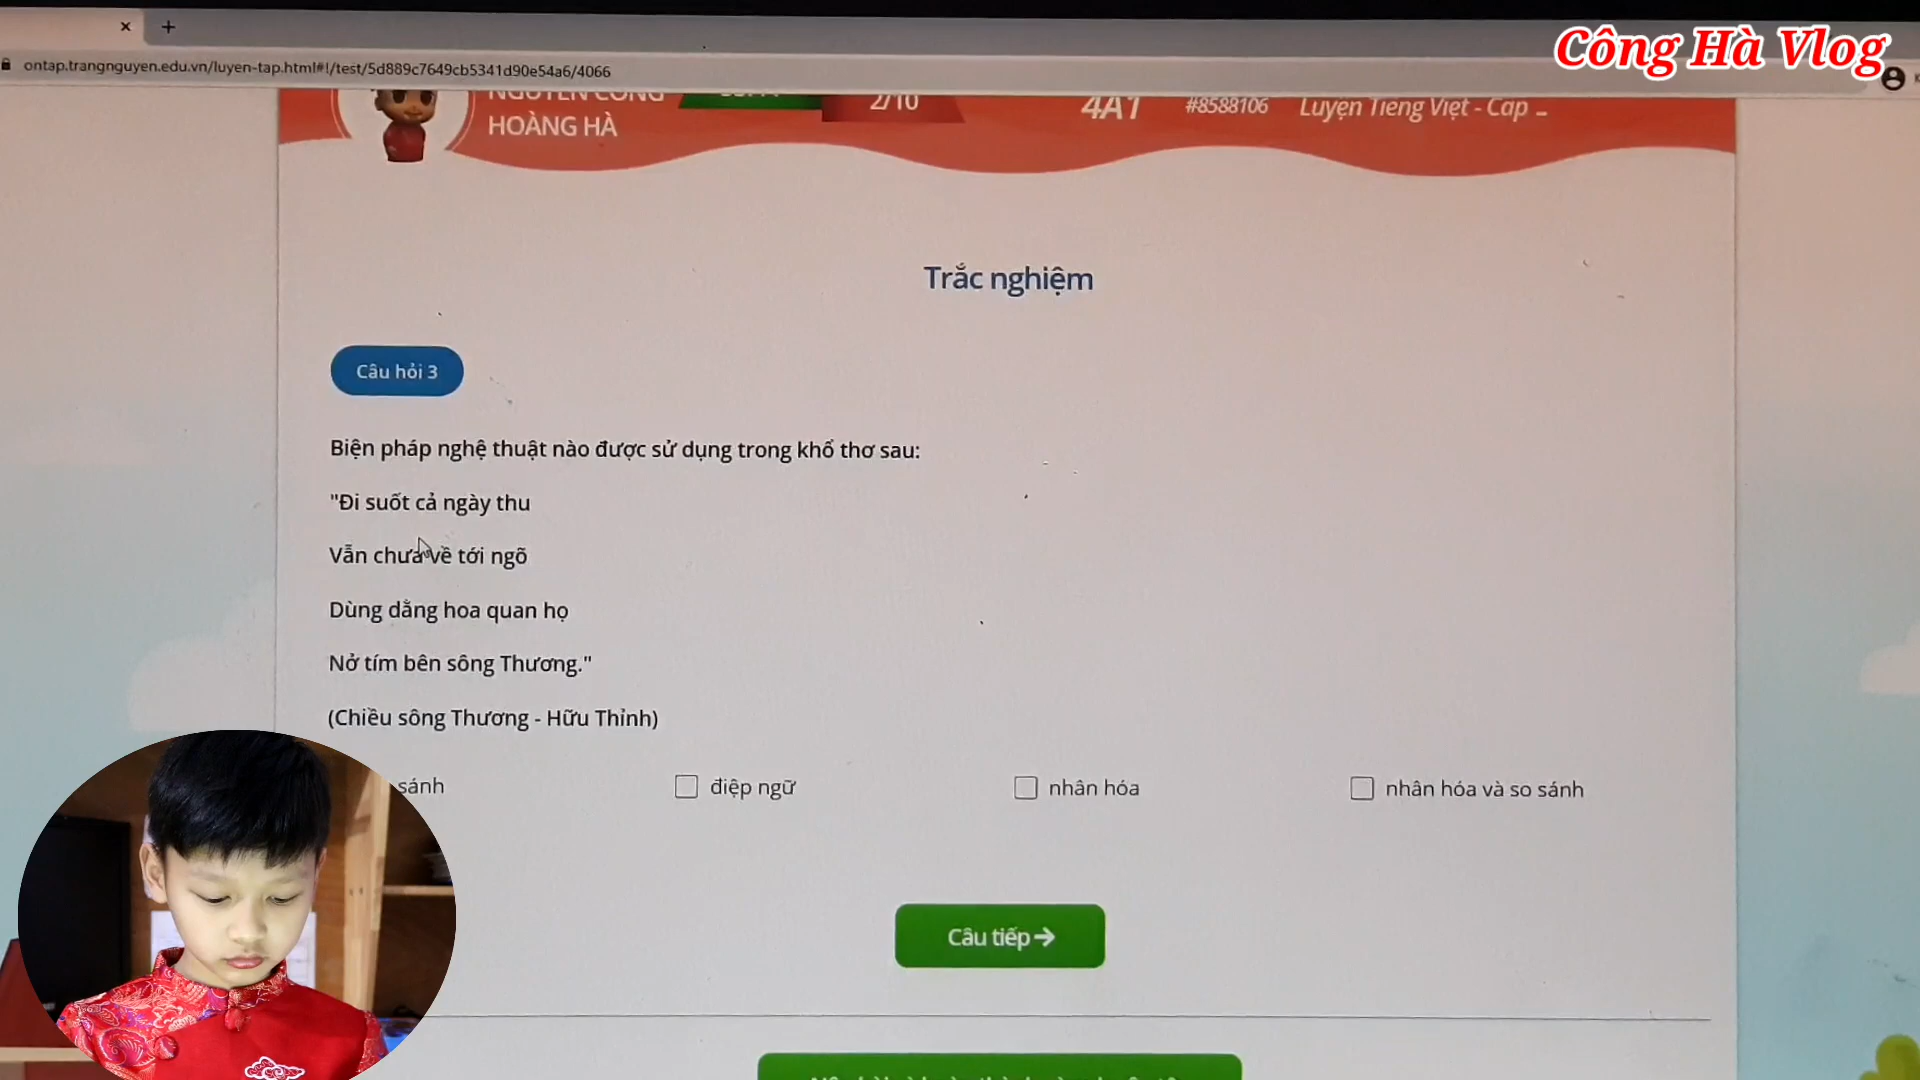 Công Hà Vlog
ontap.trangnguyen.edu.vn/luyen-tap.html#!/test/5d889c7649cb5341d90e54a6/4066
NGUYỄN CÔNG
HOÀNG HÀ
2/10
4A1
#8588106
Luyện Tiếng Việt - Cấp ...
Trắc nghiệm
Câu hỏi 3
Biện pháp nghệ thuật nào được sử dụng trong khổ thơ sau:
"Đi suốt cả ngày thu
Vẫn chưa về tới ngõ
Dùng dằng hoa quan họ
Nở tím bên sông Thương."
(Chiều sông Thương - Hữu Thỉnh)
sánh
điệp ngữ
nhân hóa
nhân hóa và so sánh
Câu tiếp